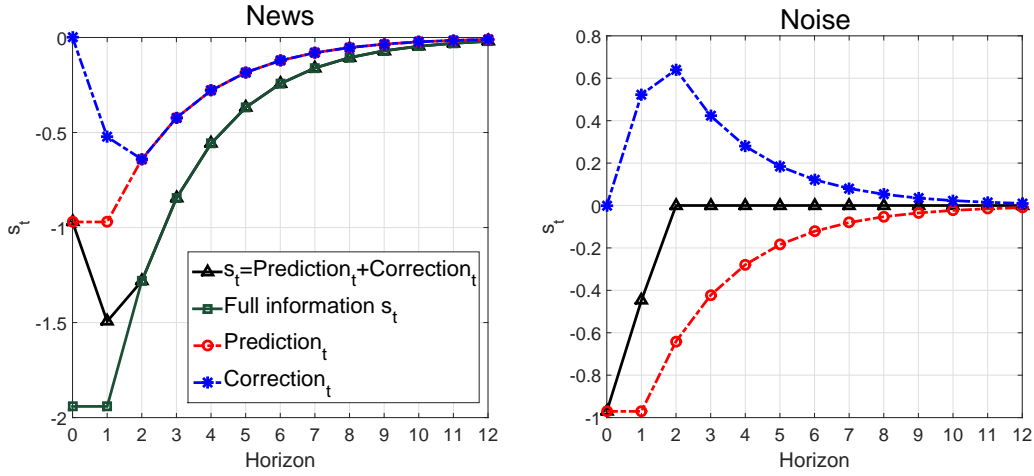 News
0
-0.5
-1
-1.5
-2
s_t
0 1 2 3 4 5 6 7 8 9 10 11 12
Horizon
s_t=Prediction_t+Correction_t
Full information s_t
Prediction_t
Correction_t
Noise
0.8
0.6
0.4
0.2
0
-0.2
-0.4
-0.6
-0.8
-1
s_t
0 1 2 3 4 5 6 7 8 9 10 11 12
Horizon